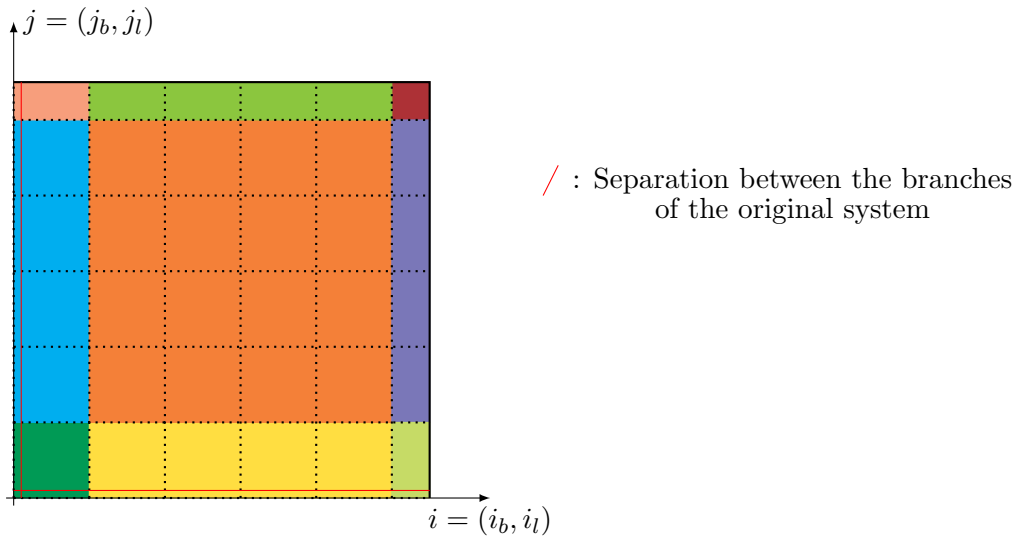 j = (j_b, j_l)
/ : Separation between the branches
of the original system
i = (i_b, i_l)